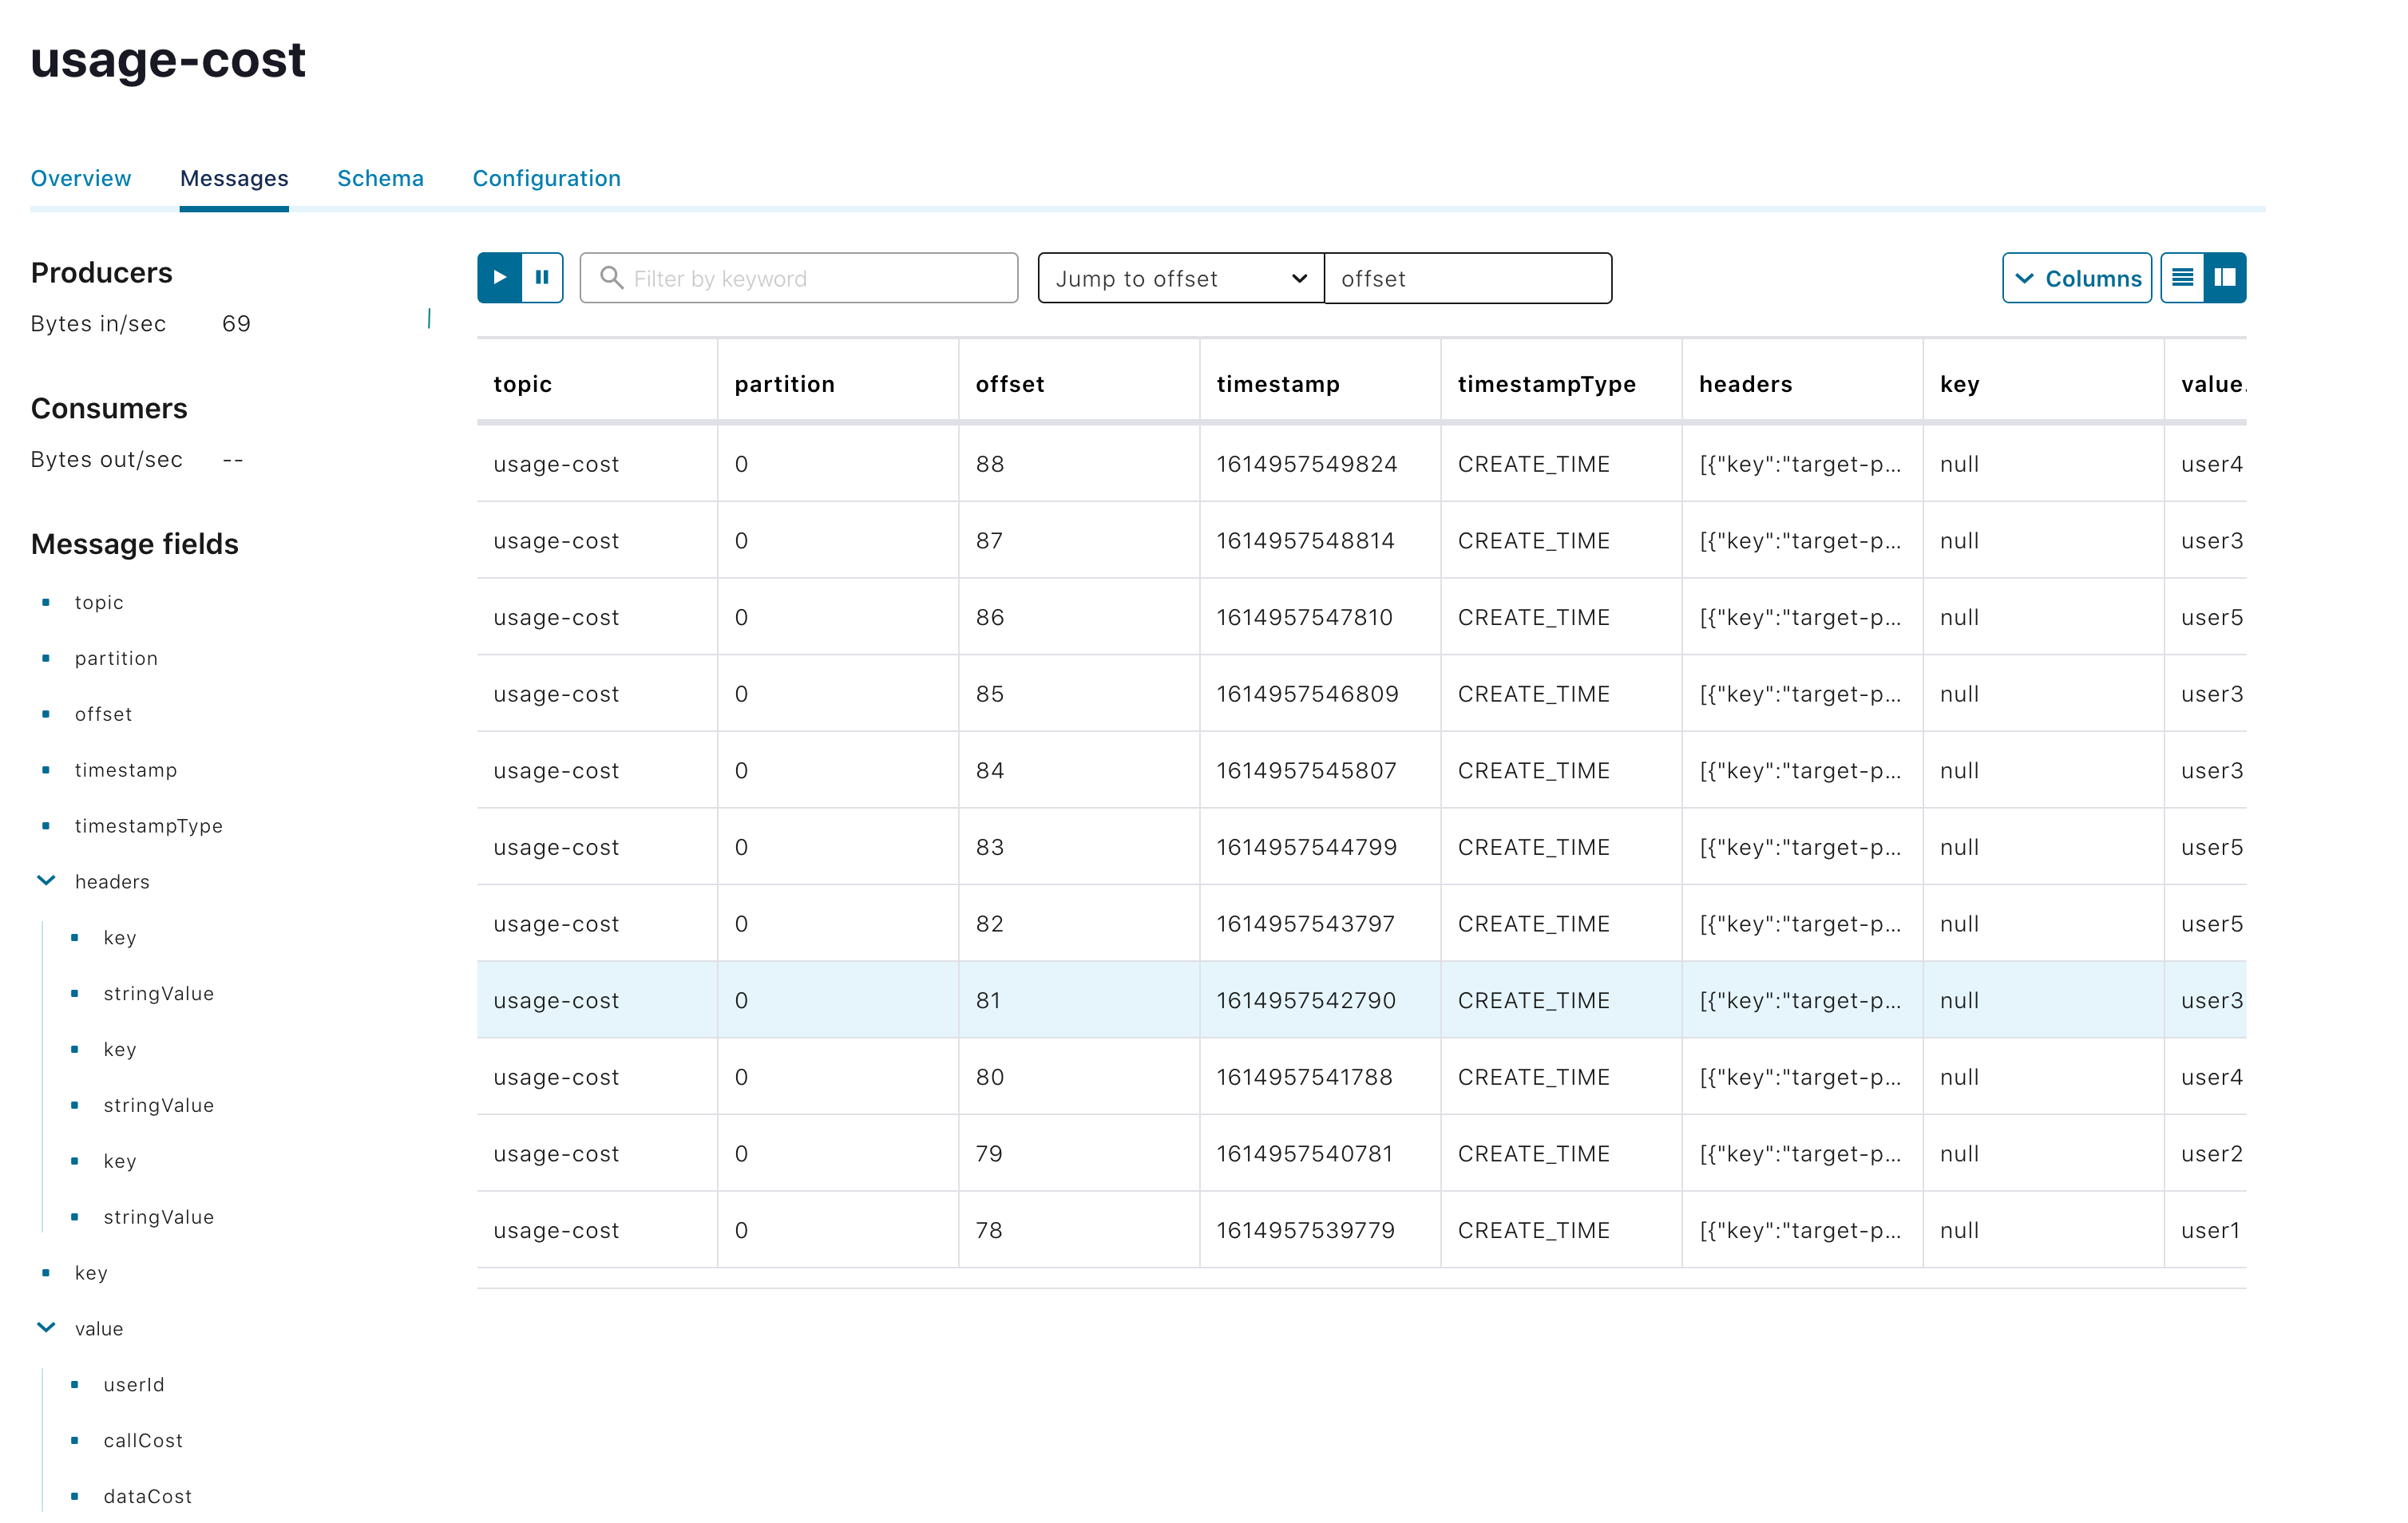 usage-cost
Overview Messages Schema Configuration
Producers
Bytes in/sec 69
Consumers
Bytes out/sec --
Message fields
topic
partition
offset
timestamp
timestampType
headers
key
stringValue
key
stringValue
key
stringValue
key
value
userId
callCost
dataCost
Filter by keyword Jump to offset offset Columns
topic partition offset timestamp timestampType headers key value.
usage-cost 0 88 1614957549824 CREATE_TIME [{"key":"target-p... null user4
usage-cost 0 87 1614957548814 CREATE_TIME [{"key":"target-p... null user3
usage-cost 0 86 1614957547810 CREATE_TIME [{"key":"target-p... null user5
usage-cost 0 85 1614957546809 CREATE_TIME [{"key":"target-p... null user3
usage-cost 0 84 1614957545807 CREATE_TIME [{"key":"target-p... null user3
usage-cost 0 83 1614957544799 CREATE_TIME [{"key":"target-p... null user5
usage-cost 0 82 1614957543797 CREATE_TIME [{"key":"target-p... null user5
usage-cost 0 81 1614957542790 CREATE_TIME [{"key":"target-p... null user3
usage-cost 0 80 1614957541788 CREATE_TIME [{"key":"target-p... null user4
usage-cost 0 79 1614957540781 CREATE_TIME [{"key":"target-p... null user2
usage-cost 0 78 1614957539779 CREATE_TIME [{"key":"target-p... null user1